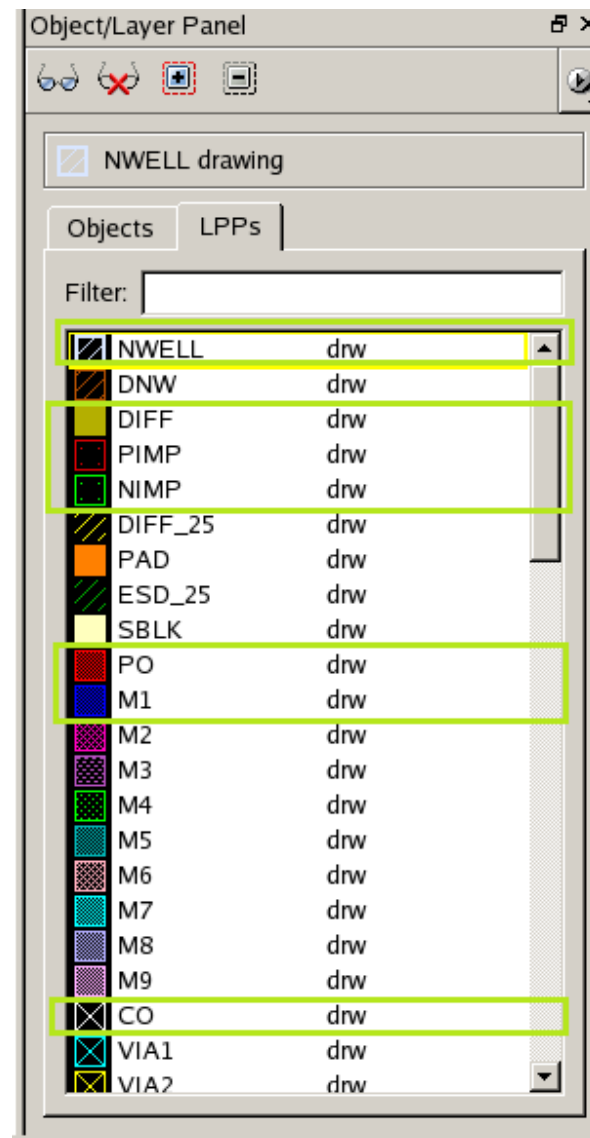 Object/Layer Panel
NWELL drawing
Objects LPPs
Filter:
NWELL drw
DNW drw
DIFF drw
PIMP drw
NIMP drw
DIFF_25 drw
PAD drw
ESD_25 drw
SBLK drw
PO drw
M1 drw
M2 drw
M3 drw
M4 drw
M5 drw
M6 drw
M7 drw
M8 drw
M9 drw
CO drw
VIA1 drw
VIA2 drw